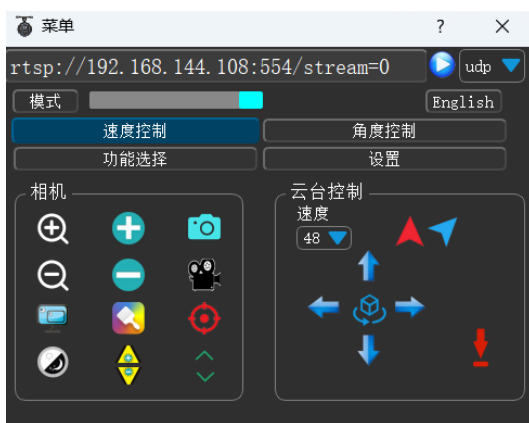 菜单 ?
rtsp://192.168.144.108:554/stream=0 udp
模式 English
速度控制 角度控制
功能选择 设置
相机 云台控制
速度
48